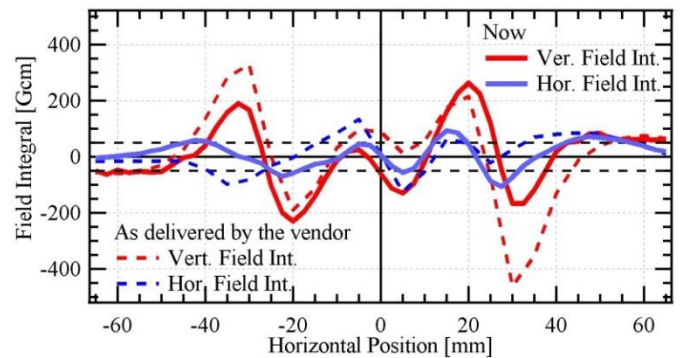 Field Integral [Gcm]
400
200
0
-200
-400
Now
Ver. Field Int.
Hor. Field Int.
As delivered by the vendor
Vert. Field Int.
Hor. Field Int.
-60 -40 -20 0 20 40 60
Horizontal Position [mm]